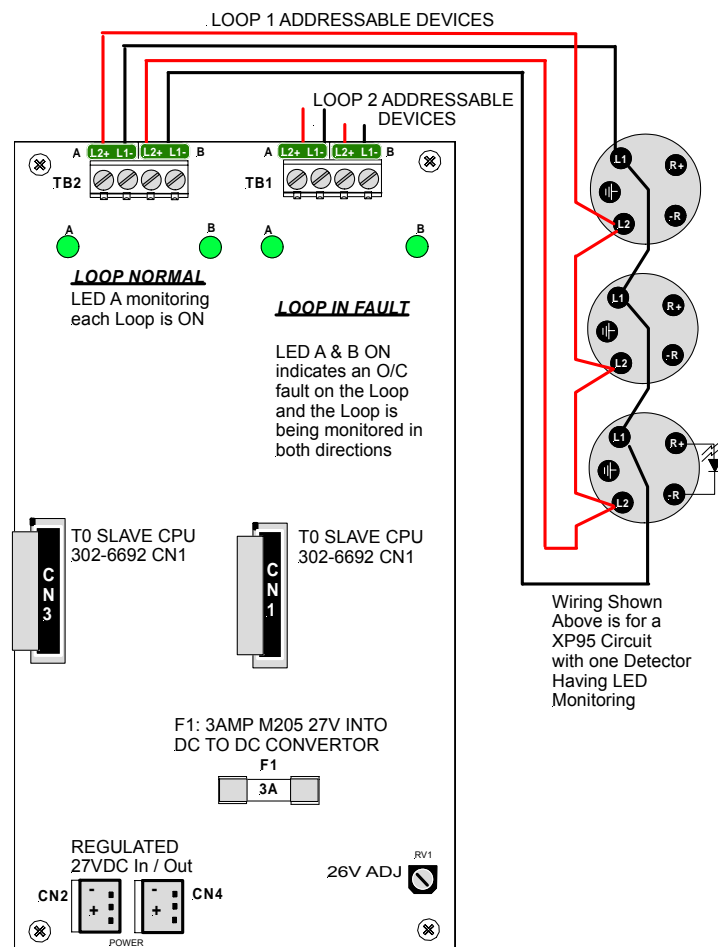 LOOP 1 ADDRESSABLE DEVICES
LOOP 2 ADDRESSABLE
DEVICES
A L2+ L1- L2+ L1- B
A L2+ L1- L2+ L1- B
TB2
TB1
A
B
A
B
LOOP NORMAL
LED A monitoring
each Loop is ON
LOOP IN FAULT
LED A & B ON
indicates an O/C
fault on the Loop
and the Loop is
being monitored in
both directions
L1
R+
L2
-R
L1
R+
L2
-R
L1
R+
L2
-R
T0 SLAVE CPU
302-6692 CN1
CN3
T0 SLAVE CPU
302-6692 CN1
CN1
Wiring Shown
Above is for a
XP95 Circuit
with one Detector
Having LED
Monitoring
F1: 3AMP M205 27V INTO
DC TO DC CONVERTOR
F1
3A
REGULATED
27VDC In / Out
CN2
- +
- +
CN4
POWER
26V ADJ
RV1